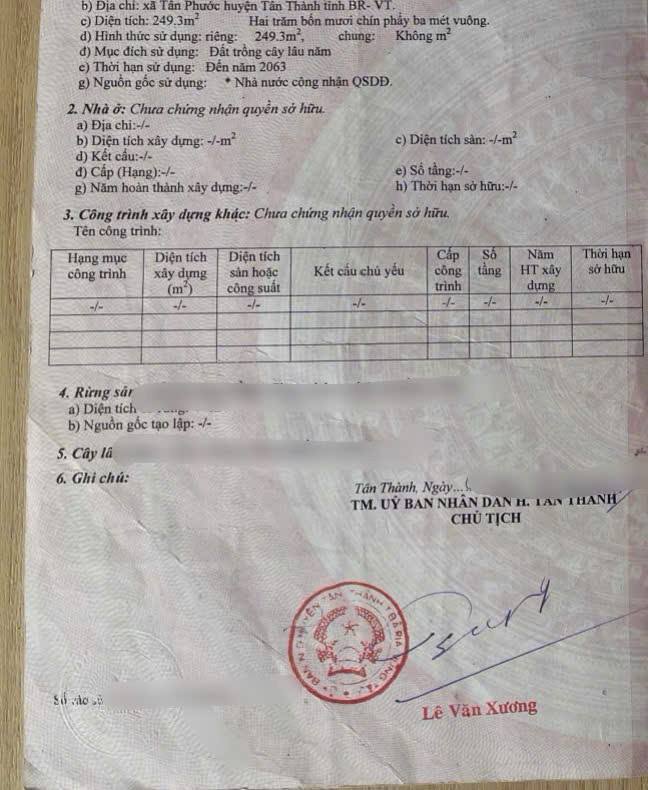 b) Địa chỉ: xã Tân Phước huyện Tân Thành tỉnh BR- VT.
c) Diện tích: 249.3m² Hai trăm bốn mươi chín phẩy ba mét vuông.
d) Hình thức sử dụng: riêng: 249.3m², chung: Không m²
đ) Mục đích sử dụng: Đất trồng cây lâu năm
e) Thời hạn sử dụng: Đến năm 2063
g) Nguồn gốc sử dụng: * Nhà nước công nhận QSDĐ.
2. Nhà ở: Chưa chứng nhận quyền sở hữu.
a) Địa chỉ:-/-
b) Diện tích xây dựng: -/-m² c) Diện tích sàn: -/-m²
d) Kết cấu:-/-
đ) Cấp (Hạng):-/- e) Số tầng:-/-
g) Năm hoàn thành xây dựng:-/- h) Thời hạn sở hữu:-/-
3. Công trình xây dựng khác: Chưa chứng nhận quyền sở hữu.
Tên công trình:
Hạng mục công trình Diện tích xây dựng (m²) Diện tích sàn hoặc công suất Kết cấu chủ yếu Cấp công trình Số tầng Năm HT xây dựng Thời hạn sở hữu
-/- -/- -/- -/- -/- -/- -/- -/-
4. Rừng
a) Diện tích
b) Nguồn gốc tạo lập: -/-
5. Cây
6. Ghi chú:
Tân Thành, Ngày...
TM. UỶ BAN NHÂN DÂN H. TÂN THÀNH
CHỦ TỊCH
Lê Văn Xương
Số vào sổ